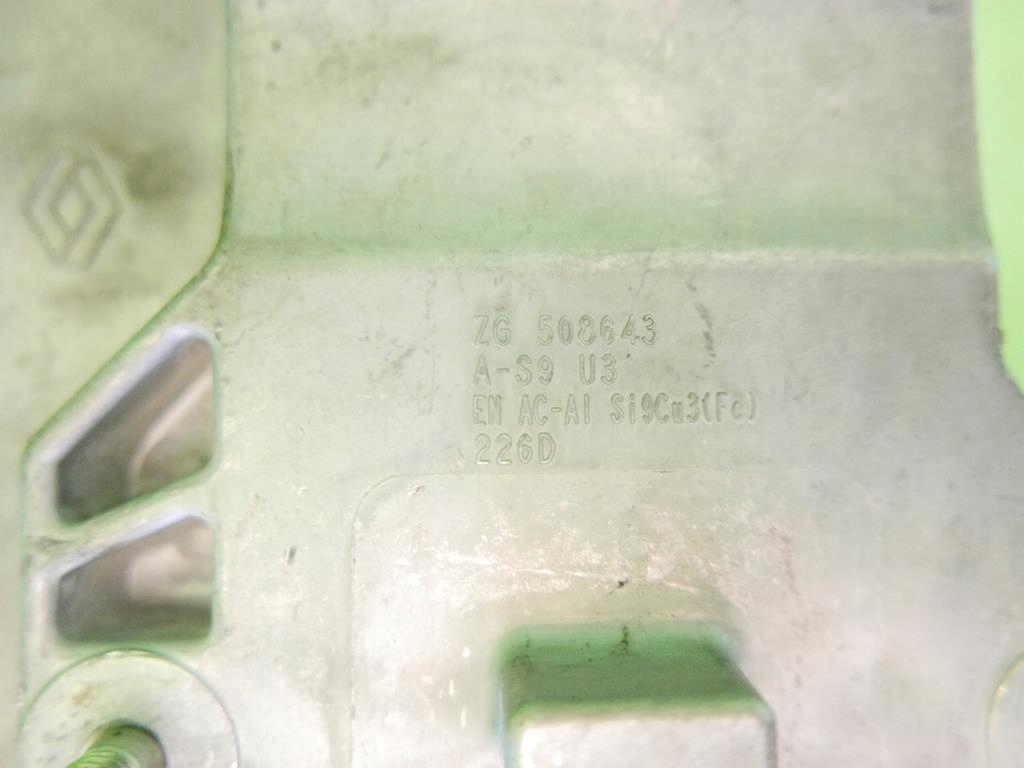 ZG 508643
A-S9 U3
EN AC-Al Si9Cu3(Fe)
226D